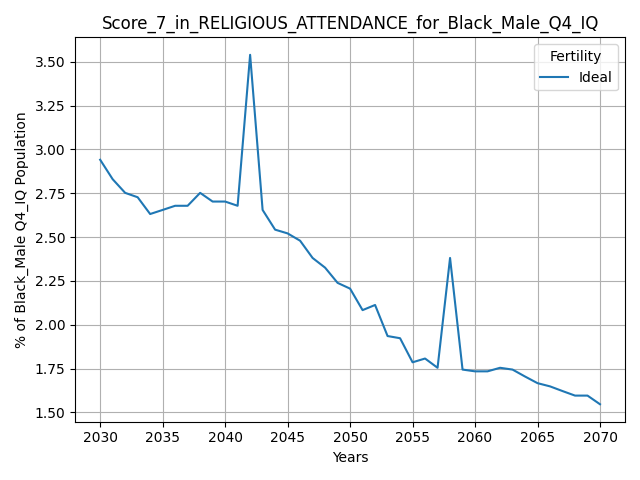 Score_7_in_RELIGIOUS_ATTENDANCE_for_Black_Male_Q4_IQ
Fertility
Ideal
% of Black_Male Q4_IQ Population
3.50
3.25
3.00
2.75
2.50
2.25
2.00
1.75
1.50
2030 2035 2040 2045 2050 2055 2060 2065 2070
Years